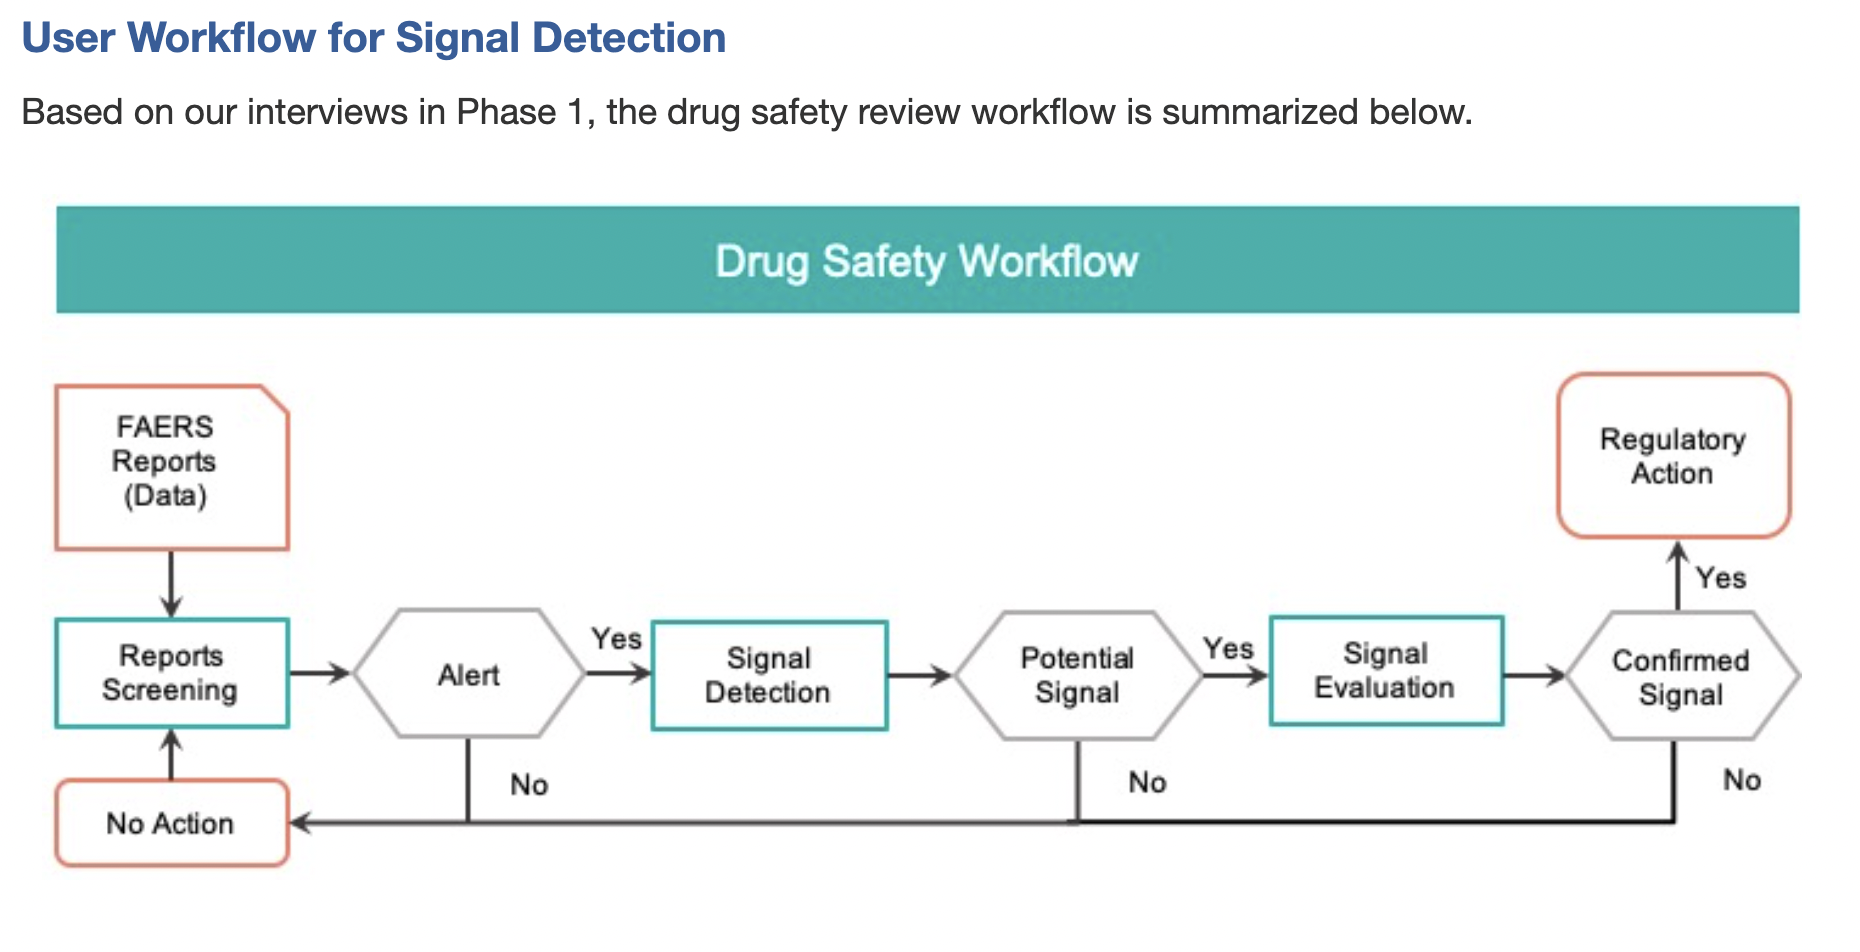 User Workflow for Signal Detection
Based on our interviews in Phase 1, the drug safety review workflow is summarized below.
Drug Safety Workflow
FAERS
Reports
(Data)
Regulatory
Action
Yes
Reports
Screening
Alert
Yes
Signal
Detection
Potential
Signal
Yes
Signal
Evaluation
Confirmed
Signal
No
No
No
No Action